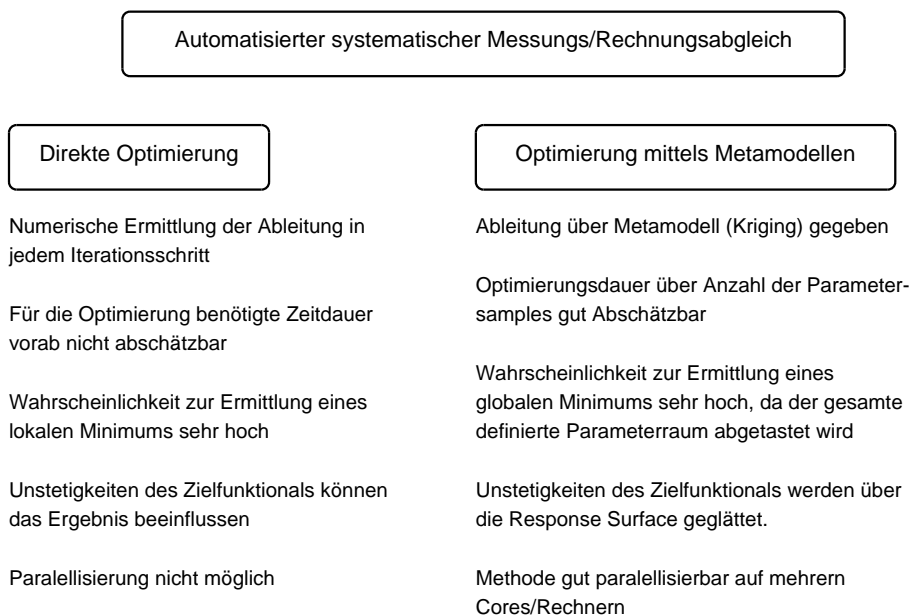 Automatisierter systematischer Messungs/Rechnungsabgleich
Direkte Optimierung
Numerische Ermittlung der Ableitung in
jedem Iterationsschritt
Für die Optimierung benötigte Zeitdauer
vorab nicht abschätzbar
Wahrscheinlichkeit zur Ermittlung eines
lokalen Minimums sehr hoch
Unstetigkeiten des Zielfunktionals können
das Ergebnis beeinflussen
Paralellisierung nicht möglich
Optimierung mittels Metamodellen
Ableitung über Metamodell (Kriging) gegeben
Optimierungsdauer über Anzahl der Parameter-
samples gut Abschätzbar
Wahrscheinlichkeit zur Ermittlung eines
globalen Minimums sehr hoch, da der gesamte
definierte Parameterraum abgetastet wird
Unstetigkeiten des Zielfunktionals werden über
die Response Surface geglättet.
Methode gut paralellisierbar auf mehrern
Cores/Rechnern